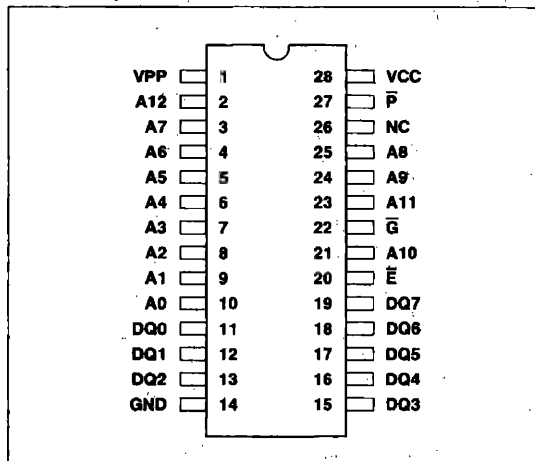 VPP 1 28 VCC
A12 2 27 P̅
A7 3 26 NC
A6 4 25 A8
A5 5 24 A9
A4 6 23 A11
A3 7 22 G̅
A2 8 21 A10
A1 9 20 E̅
A0 10 19 DQ7
DQ0 11 18 DQ6
DQ1 12 17 DQ5
DQ2 13 16 DQ4
GND 14 15 DQ3